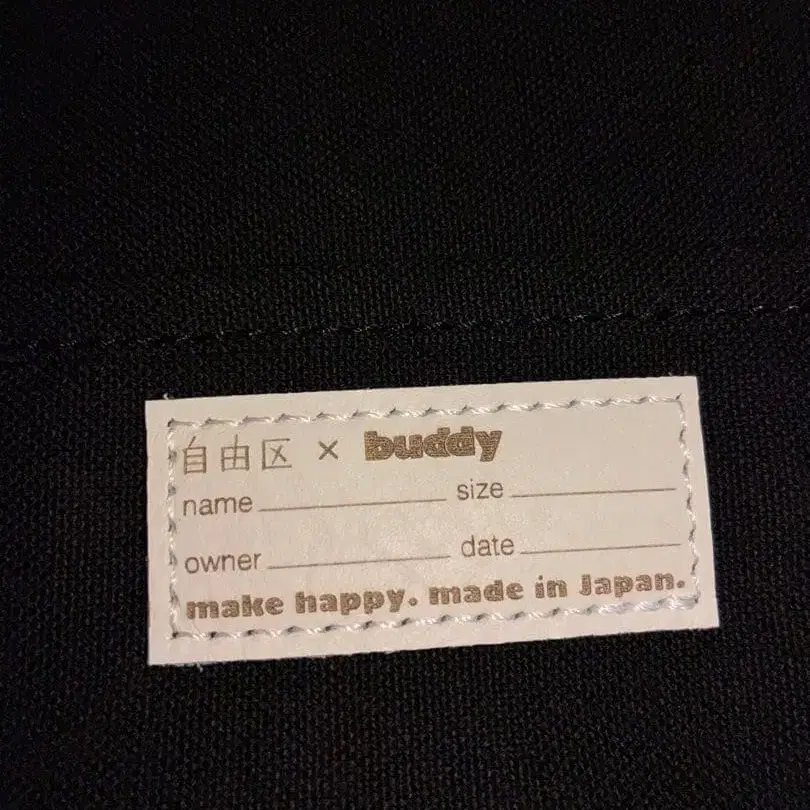 自由区 × buddy
name size
owner date
make happy. made in Japan.